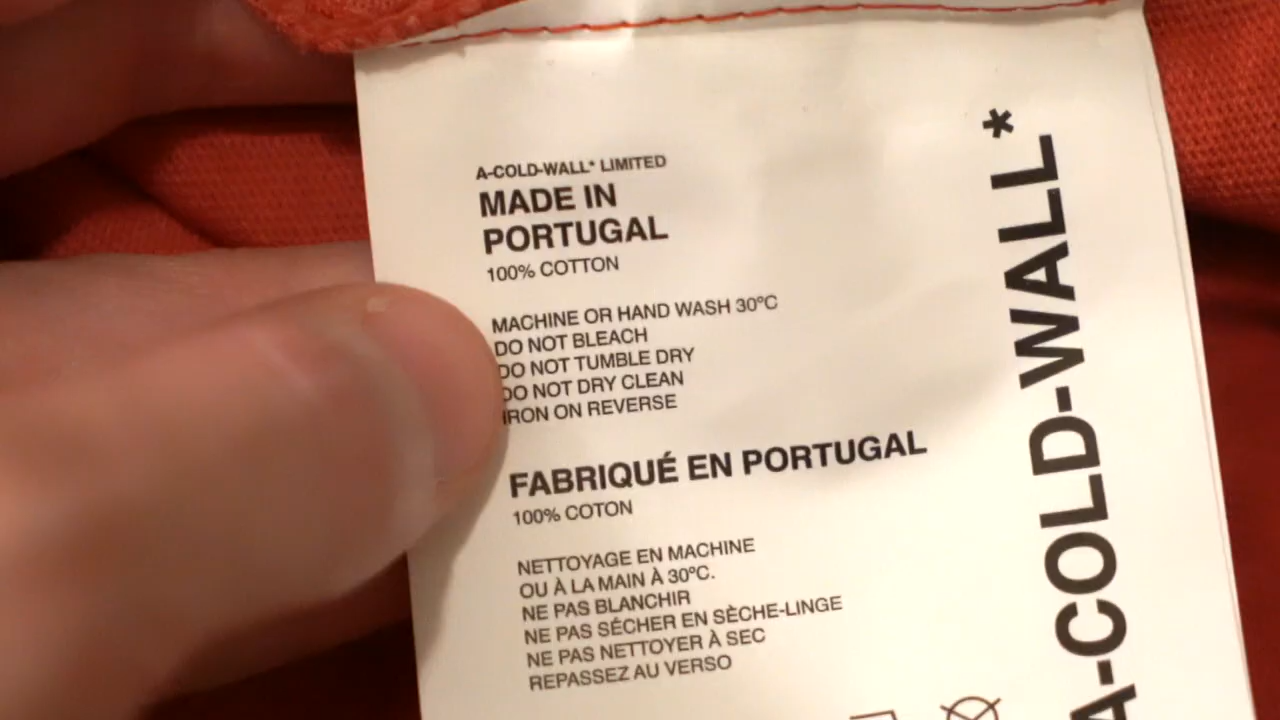 A-COLD-WALL* LIMITED
MADE IN
PORTUGAL
100% COTTON
MACHINE OR HAND WASH 30°C
DO NOT BLEACH
DO NOT TUMBLE DRY
DO NOT DRY CLEAN
IRON ON REVERSE
FABRIQUÉ EN PORTUGAL
100% COTON
NETTOYAGE EN MACHINE
OU À LA MAIN À 30°C.
NE PAS BLANCHIR
NE PAS SÉCHER EN SÈCHE-LINGE
NE PAS NETTOYER À SEC
REPASSEZ AU VERSO
A-COLD-WALL*